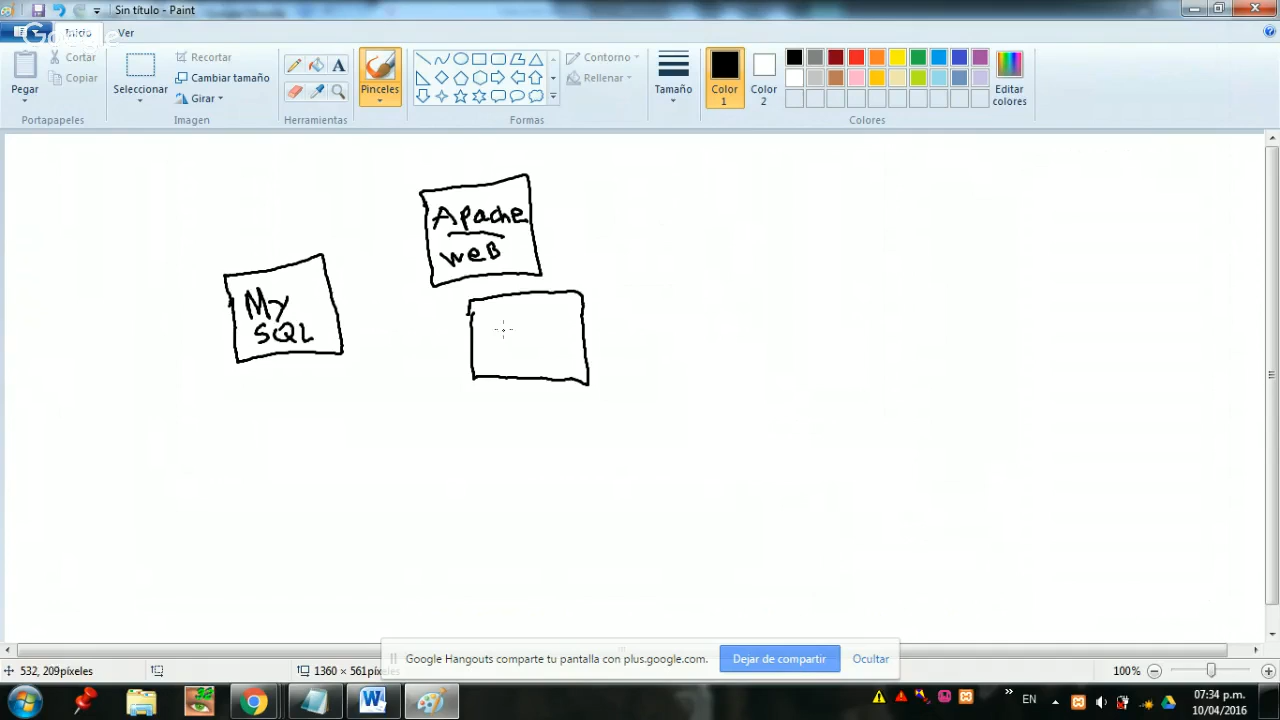 Sin título - Paint
Google
Inicio
Ver
Pegar
Cortar
Copiar
Portapapeles
Seleccionar
Recortar
Cambiar tamaño
Girar
Imagen
A
Herramientas
Pinceles
Contorno
Rellenar
Formas
Tamaño
Color 1
Color 2
Editar colores
Colores
Apache
web
My
SQL
Google Hangouts comparte tu pantalla con plus.google.com.
Dejar de compartir
Ocultar
532, 209píxeles
1360 × 561píxeles
100%
EN
07:34 p.m.
10/04/2016